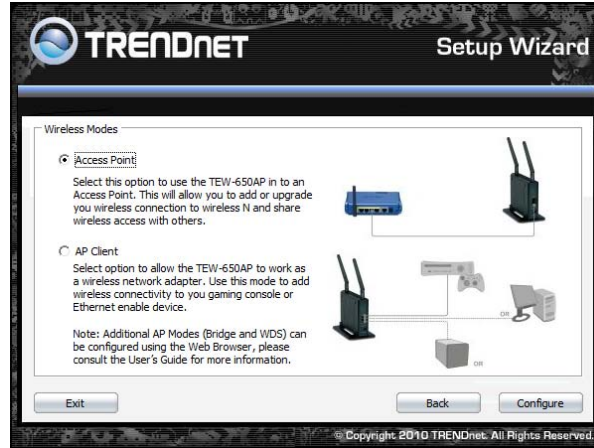 TRENDnet
Setup Wizard
Wireless Modes
Access Point
Select this option to use the TEW-650AP in to an
Access Point. This will allow you to add or upgrade
you wireless connection to wireless N and share
wireless access with others.
AP Client
Select option to allow the TEW-650AP to work as
a wireless network adapter. Use this mode to add
wireless connectivity to you gaming console or
Ethernet enable device.
Note: Additional AP Modes (Bridge and WDS) can
be configured using the Web Browser, please
consult the User's Guide for more information.
OR
OR
Exit
Back
Configure
© Copyright 2010 TRENDnet. All Rights Reserved.